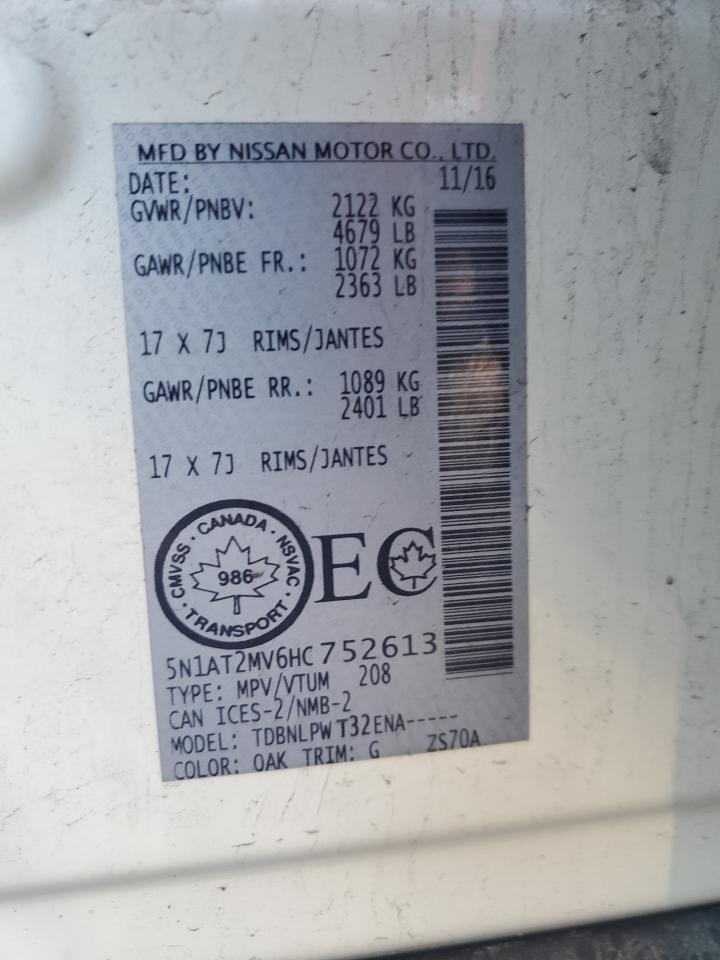 MFD BY NISSAN MOTOR CO., LTD.
DATE: 11/16
GVWR/PNBV: 2122 KG
4679 LB
GAWR/PNBE FR.: 1072 KG
2363 LB
17 X 7J RIMS/JANTES
GAWR/PNBE RR.: 1089 KG
2401 LB
17 X 7J RIMS/JANTES
CMVSS · CANADA · NSVAC
986
· TRANSPORT ·
EC
5N1AT2MV6HC752613
TYPE: MPV/VTUM 208
CAN ICES-2/NMB-2
MODEL: TDBNLPWT32ENA-----
COLOR: OAK TRIM: G ZS70A